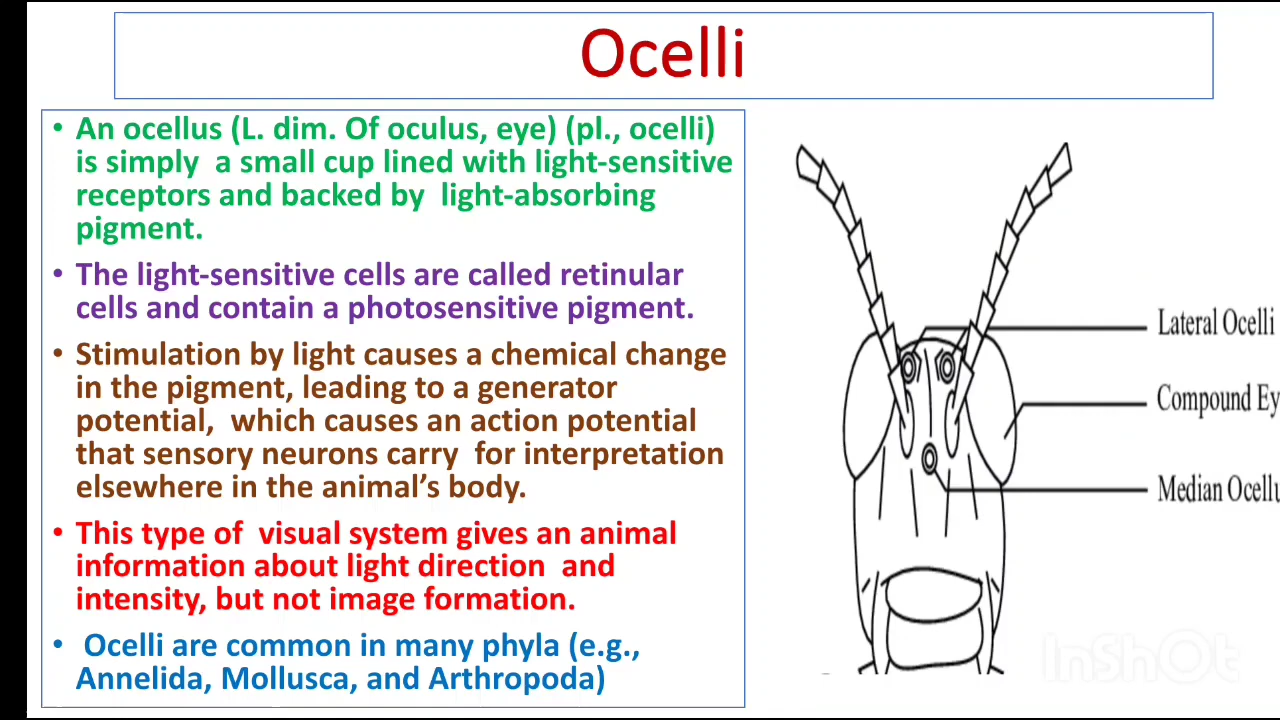 Ocelli
• An ocellus (L. dim. Of oculus, eye) (pl., ocelli)
is simply a small cup lined with light-sensitive
receptors and backed by light-absorbing
pigment.
• The light-sensitive cells are called retinular
cells and contain a photosensitive pigment.
• Stimulation by light causes a chemical change
in the pigment, leading to a generator
potential, which causes an action potential
that sensory neurons carry for interpretation
elsewhere in the animal’s body.
• This type of visual system gives an animal
information about light direction and
intensity, but not image formation.
• Ocelli are common in many phyla (e.g.,
Annelida, Mollusca, and Arthropoda)
Lateral Ocelli
Compound Ey
Median Ocellu
InShOt